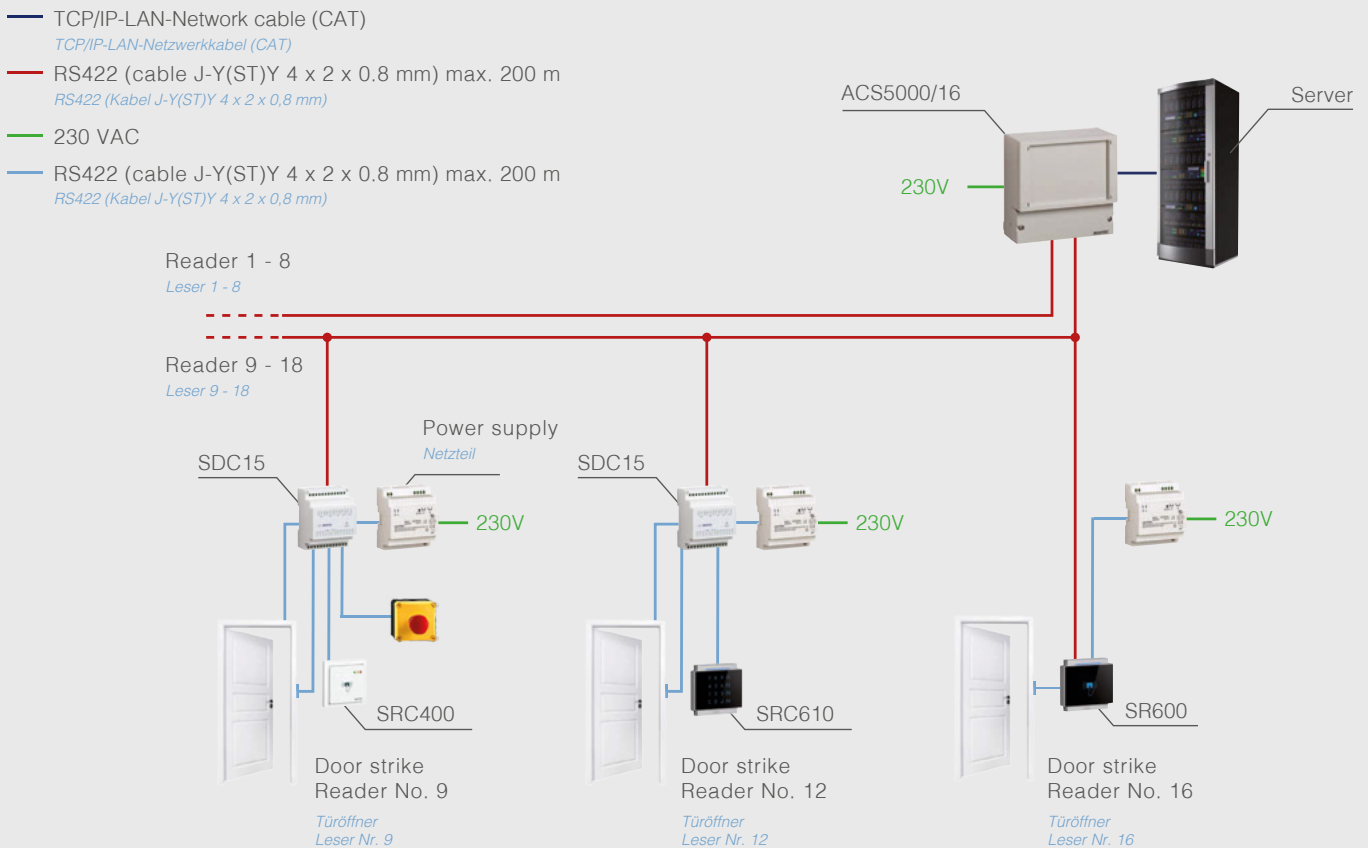 TCP/IP-LAN-Network cable (CAT)
TCP/IP-LAN-Netzwerkkabel (CAT)
RS422 (cable J-Y(ST)Y 4 x 2 x 0.8 mm) max. 200 m
RS422 (Kabel J-Y(ST)Y 4 x 2 x 0,8 mm)
230 VAC
RS422 (cable J-Y(ST)Y 4 x 2 x 0.8 mm) max. 200 m
RS422 (Kabel J-Y(ST)Y 4 x 2 x 0,8 mm)
ACS5000/16
Server
230V
Reader 1 - 8
Leser 1 - 8
Reader 9 - 18
Leser 9 - 18
Power supply
Netzteil
SDC15
SDC15
230V
230V
230V
SRC400
SRC610
SR600
Door strike
Reader No. 9
Türöffner
Leser Nr. 9
Door strike
Reader No. 12
Türöffner
Leser Nr. 12
Door strike
Reader No. 16
Türöffner
Leser Nr. 16